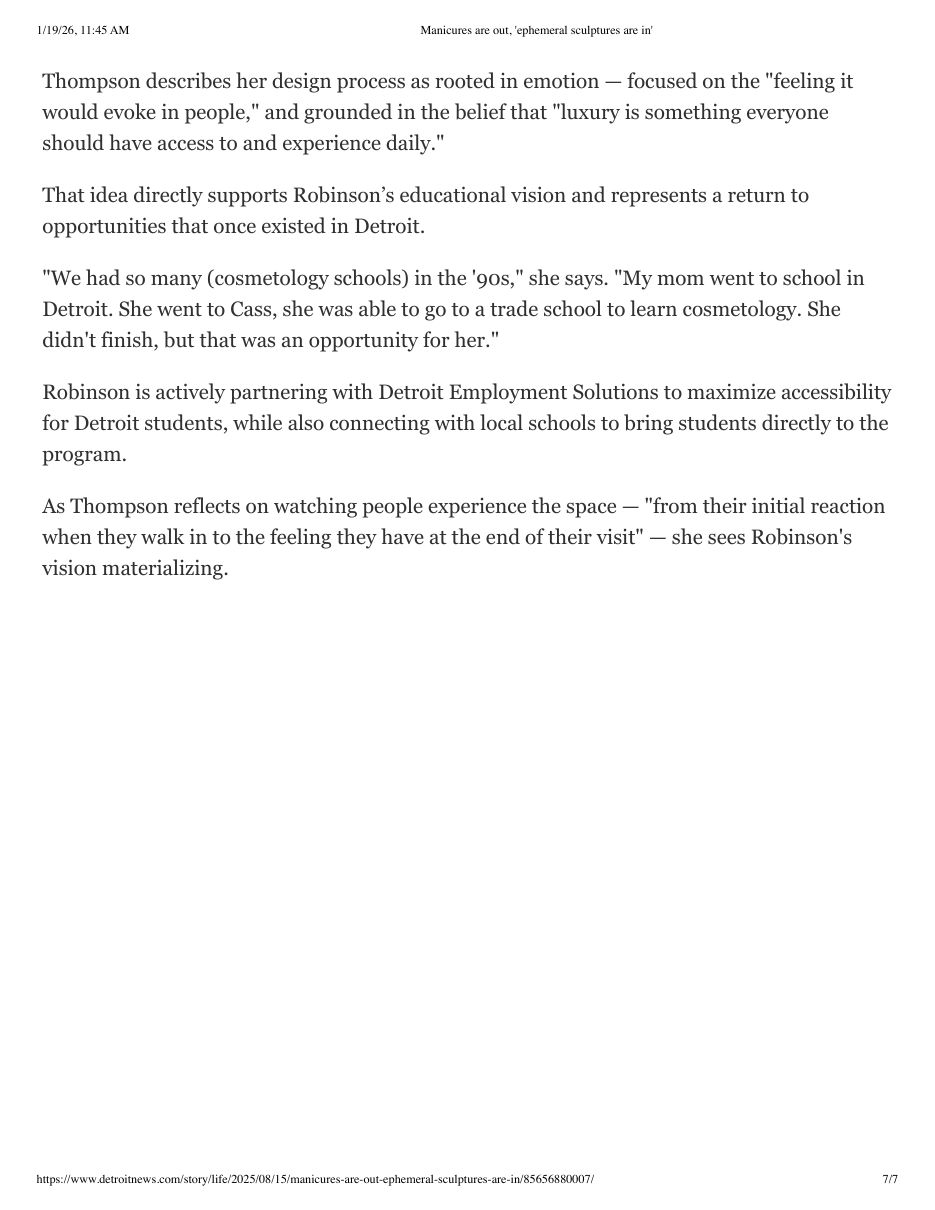 1/19/26, 11:45 AM
Manicures are out, 'ephemeral sculptures are in'
Thompson describes her design process as rooted in emotion — focused on the "feeling it
would evoke in people," and grounded in the belief that "luxury is something everyone
should have access to and experience daily."
That idea directly supports Robinson’s educational vision and represents a return to
opportunities that once existed in Detroit.
"We had so many (cosmetology schools) in the '90s," she says. "My mom went to school in
Detroit. She went to Cass, she was able to go to a trade school to learn cosmetology. She
didn't finish, but that was an opportunity for her."
Robinson is actively partnering with Detroit Employment Solutions to maximize accessibility
for Detroit students, while also connecting with local schools to bring students directly to the
program.
As Thompson reflects on watching people experience the space — "from their initial reaction
when they walk in to the feeling they have at the end of their visit" — she sees Robinson's
vision materializing.
https://www.detroitnews.com/story/life/2025/08/15/manicures-are-out-ephemeral-sculptures-are-in/85656880007/
7/7